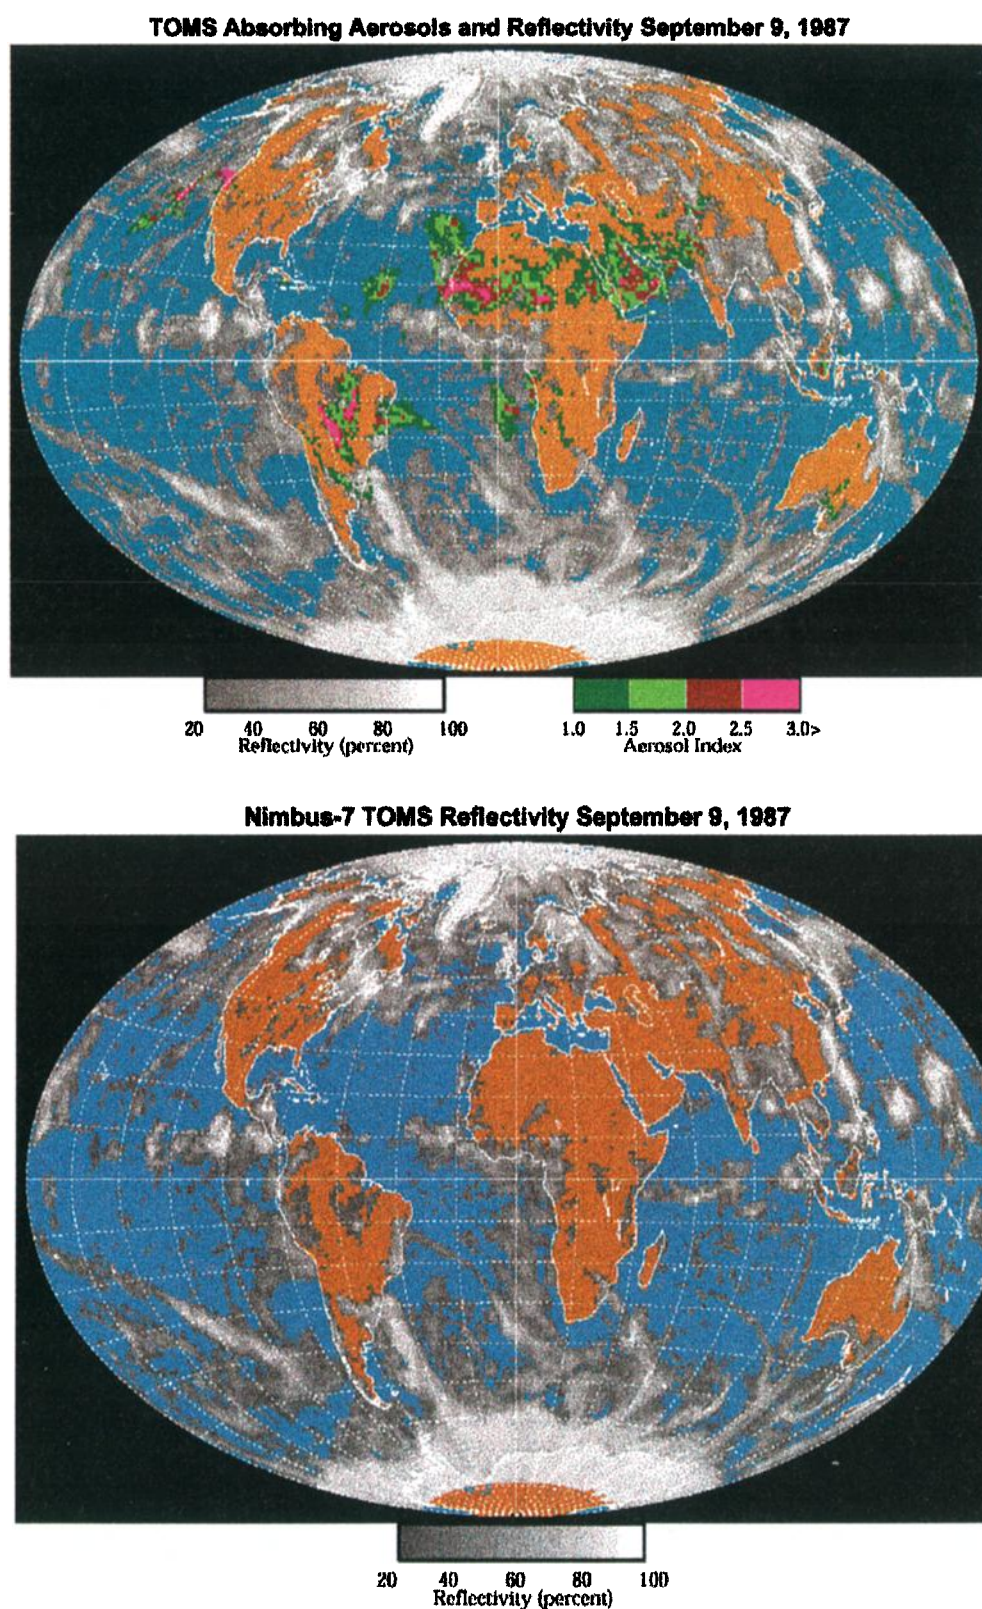 TOMS Absorbing Aerosols and Reflectivity September 9, 1987
20 40 60 80 100
Reflectivity (percent)
1.0 1.5 2.0 2.5 3.0>
Aerosol Index
Nimbus-7 TOMS Reflectivity September 9, 1987
20 40 60 80 100
Reflectivity (percent)